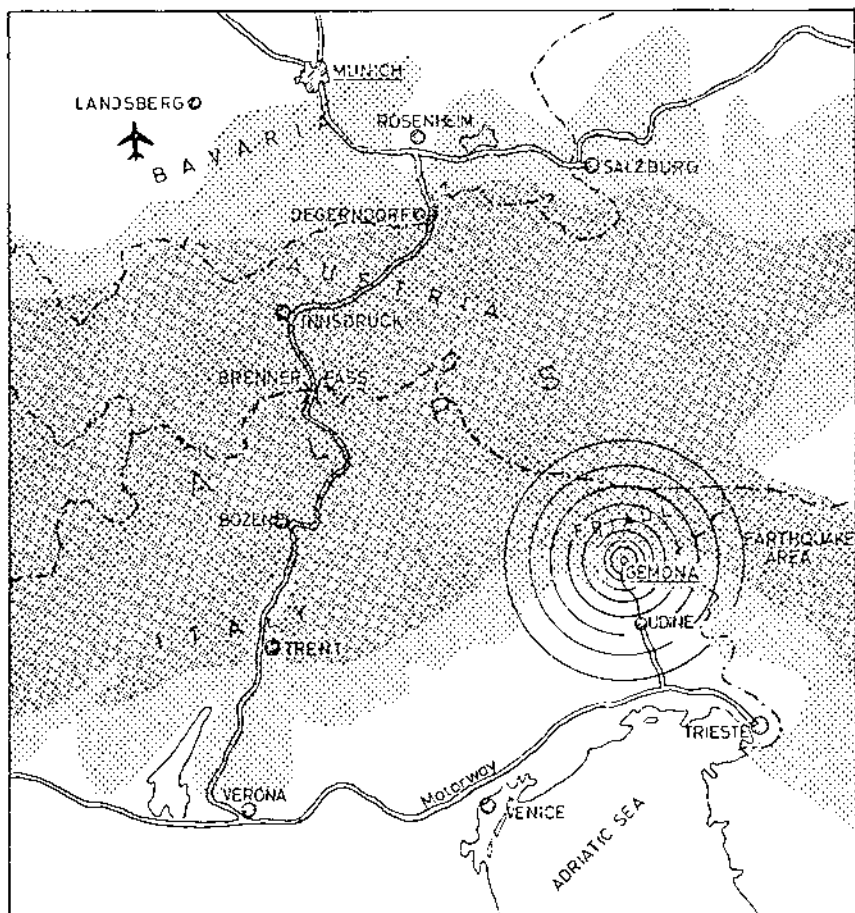 MUNICH
LANDSBERG
ROSENHEIM
BAVARIA
SALZBURG
DEGERNDORF
AUSTRIA
INNSBRUCK
BRENNER PASS
ALPS
BOZEN
FRIUL
EARTHQUAKE
AREA
GEMONA
ITALY
UDINE
TRENT
TRIESTE
Motorway
VERONA
VENICE
ADRIATIC SEA